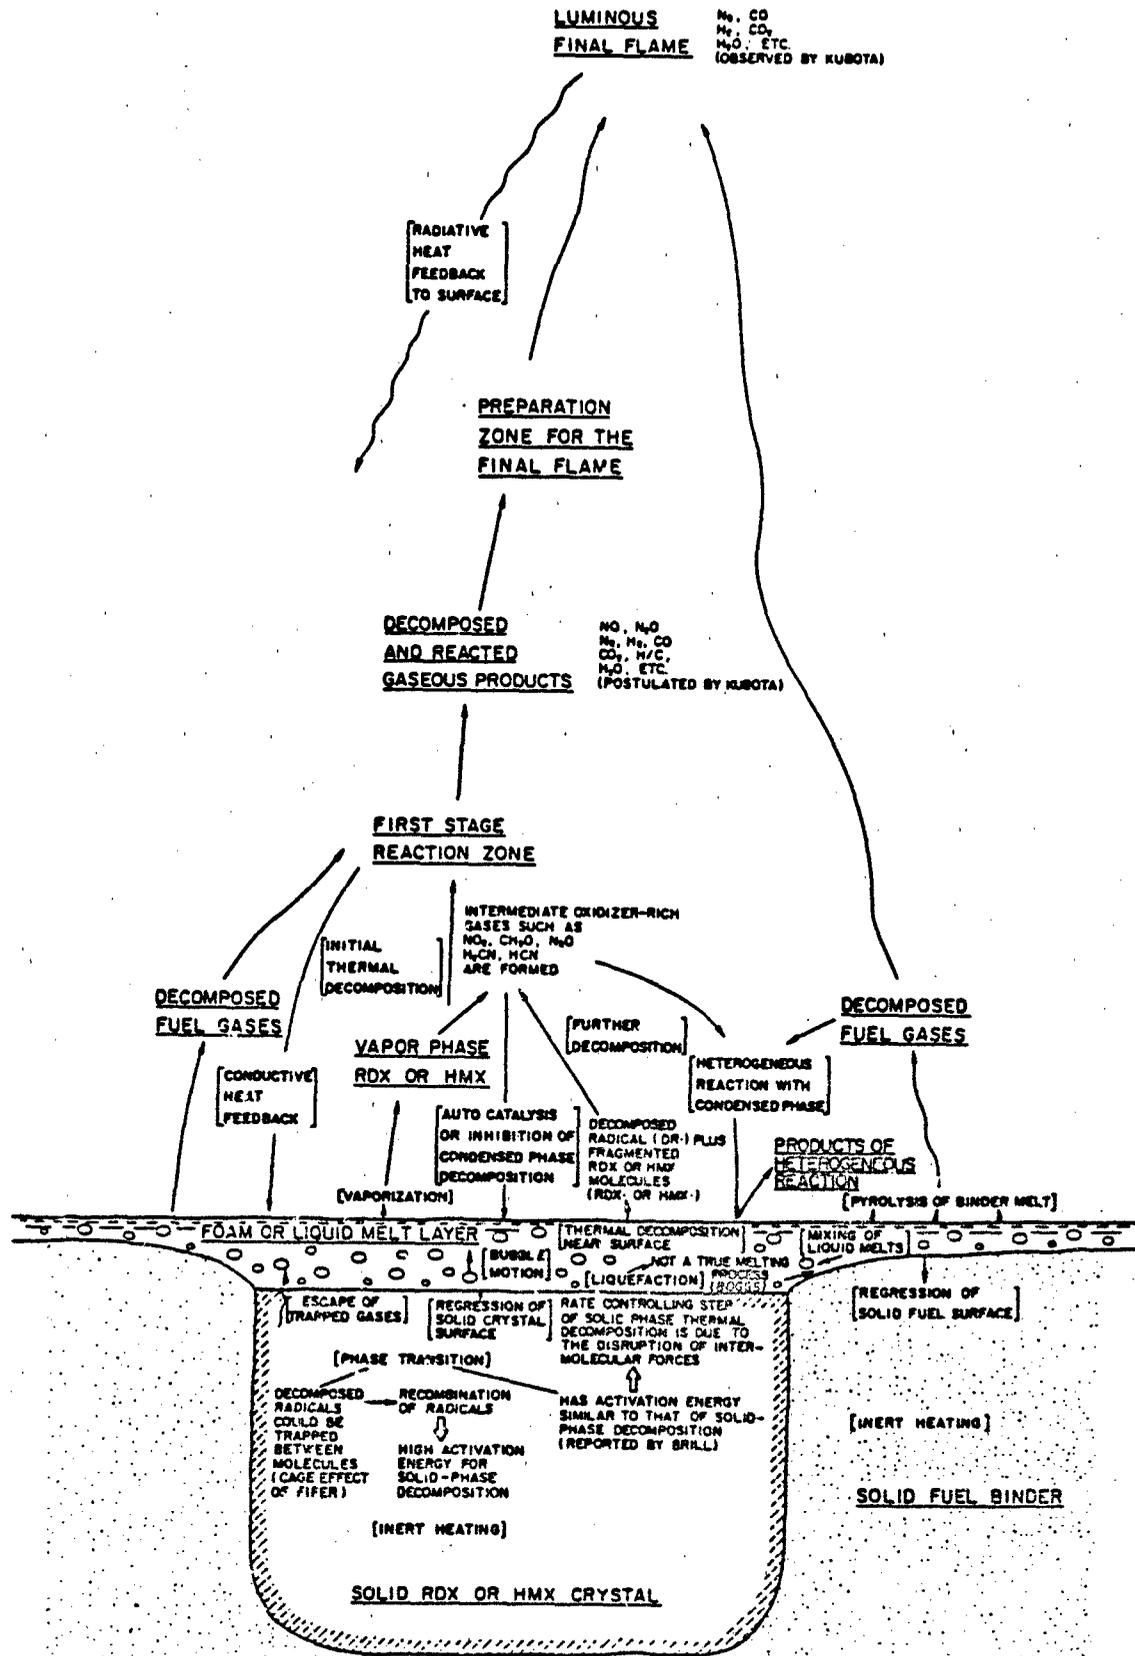 LUMINOUS
FINAL FLAME
N₂, CO
H₂, CO₂
H₂O, ETC.
(OBSERVED BY KUBOTA)
[RADIATIVE
HEAT
FEEDBACK
TO SURFACE]
PREPARATION
ZONE FOR THE
FINAL FLAME
DECOMPOSED
AND REACTED
GASEOUS PRODUCTS
NO, N₂O
N₂, H₂, CO
CO₂, H/C,
H₂O, ETC.
(POSTULATED BY KUBOTA)
FIRST STAGE
REACTION ZONE
INTERMEDIATE OXIDIZER-RICH
GASES SUCH AS
NO₂, CH₂O, N₂O
H₂CN, HCN
ARE FORMED
[INITIAL
THERMAL
DECOMPOSITION]
DECOMPOSED
FUEL GASES
DECOMPOSED
FUEL GASES
[FURTHER
DECOMPOSITION]
VAPOR PHASE
RDX OR HMX
[HETEROGENEOUS
REACTION WITH
CONDENSED PHASE]
[CONDUCTIVE
HEAT
FEEDBACK]
[AUTO CATALYSIS
OR INHIBITION OF
CONDENSED PHASE
DECOMPOSITION]
DECOMPOSED
RADICAL (DR·) PLUS
FRAGMENTED
RDX OR HMX
MOLECULES
(RDX· OR HMX·)
PRODUCTS OF
HETEROGENEOUS
REACTION
[VAPORIZATION]
[PYROLYSIS OF BINDER MELT]
FOAM OR LIQUID MELT LAYER
[THERMAL DECOMPOSITION
NEAR SURFACE]
[MIXING OF
LIQUID MELTS]
[BUBBLE
MOTION]
NOT A TRUE MELTING
PROCESS
(BOGGS)
[LIQUEFACTION]
[ESCAPE OF
TRAPPED GASES]
[REGRESSION OF
SOLID CRYSTAL
SURFACE]
RATE CONTROLLING STEP
OF SOLIC PHASE THERMAL
DECOMPOSITION IS DUE TO
THE DISRUPTION OF INTER-
MOLECULAR FORCES
[REGRESSION OF
SOLID FUEL SURFACE]
[PHASE TRANSITION]
DECOMPOSED
RADICALS
COULD BE
TRAPPED
BETWEEN
MOLECULES
(CAGE EFFECT
OF FIFER)
RECOMBINATION
OF RADICALS
HIGH ACTIVATION
ENERGY FOR
SOLID-PHASE
DECOMPOSITION
HAS ACTIVATION ENERGY
SIMILAR TO THAT OF SOLID-
PHASE DECOMPOSITION
(REPORTED BY BRILL)
[INERT HEATING]
SOLID FUEL BINDER
[INERT HEATING]
SOLID RDX OR HMX CRYSTAL